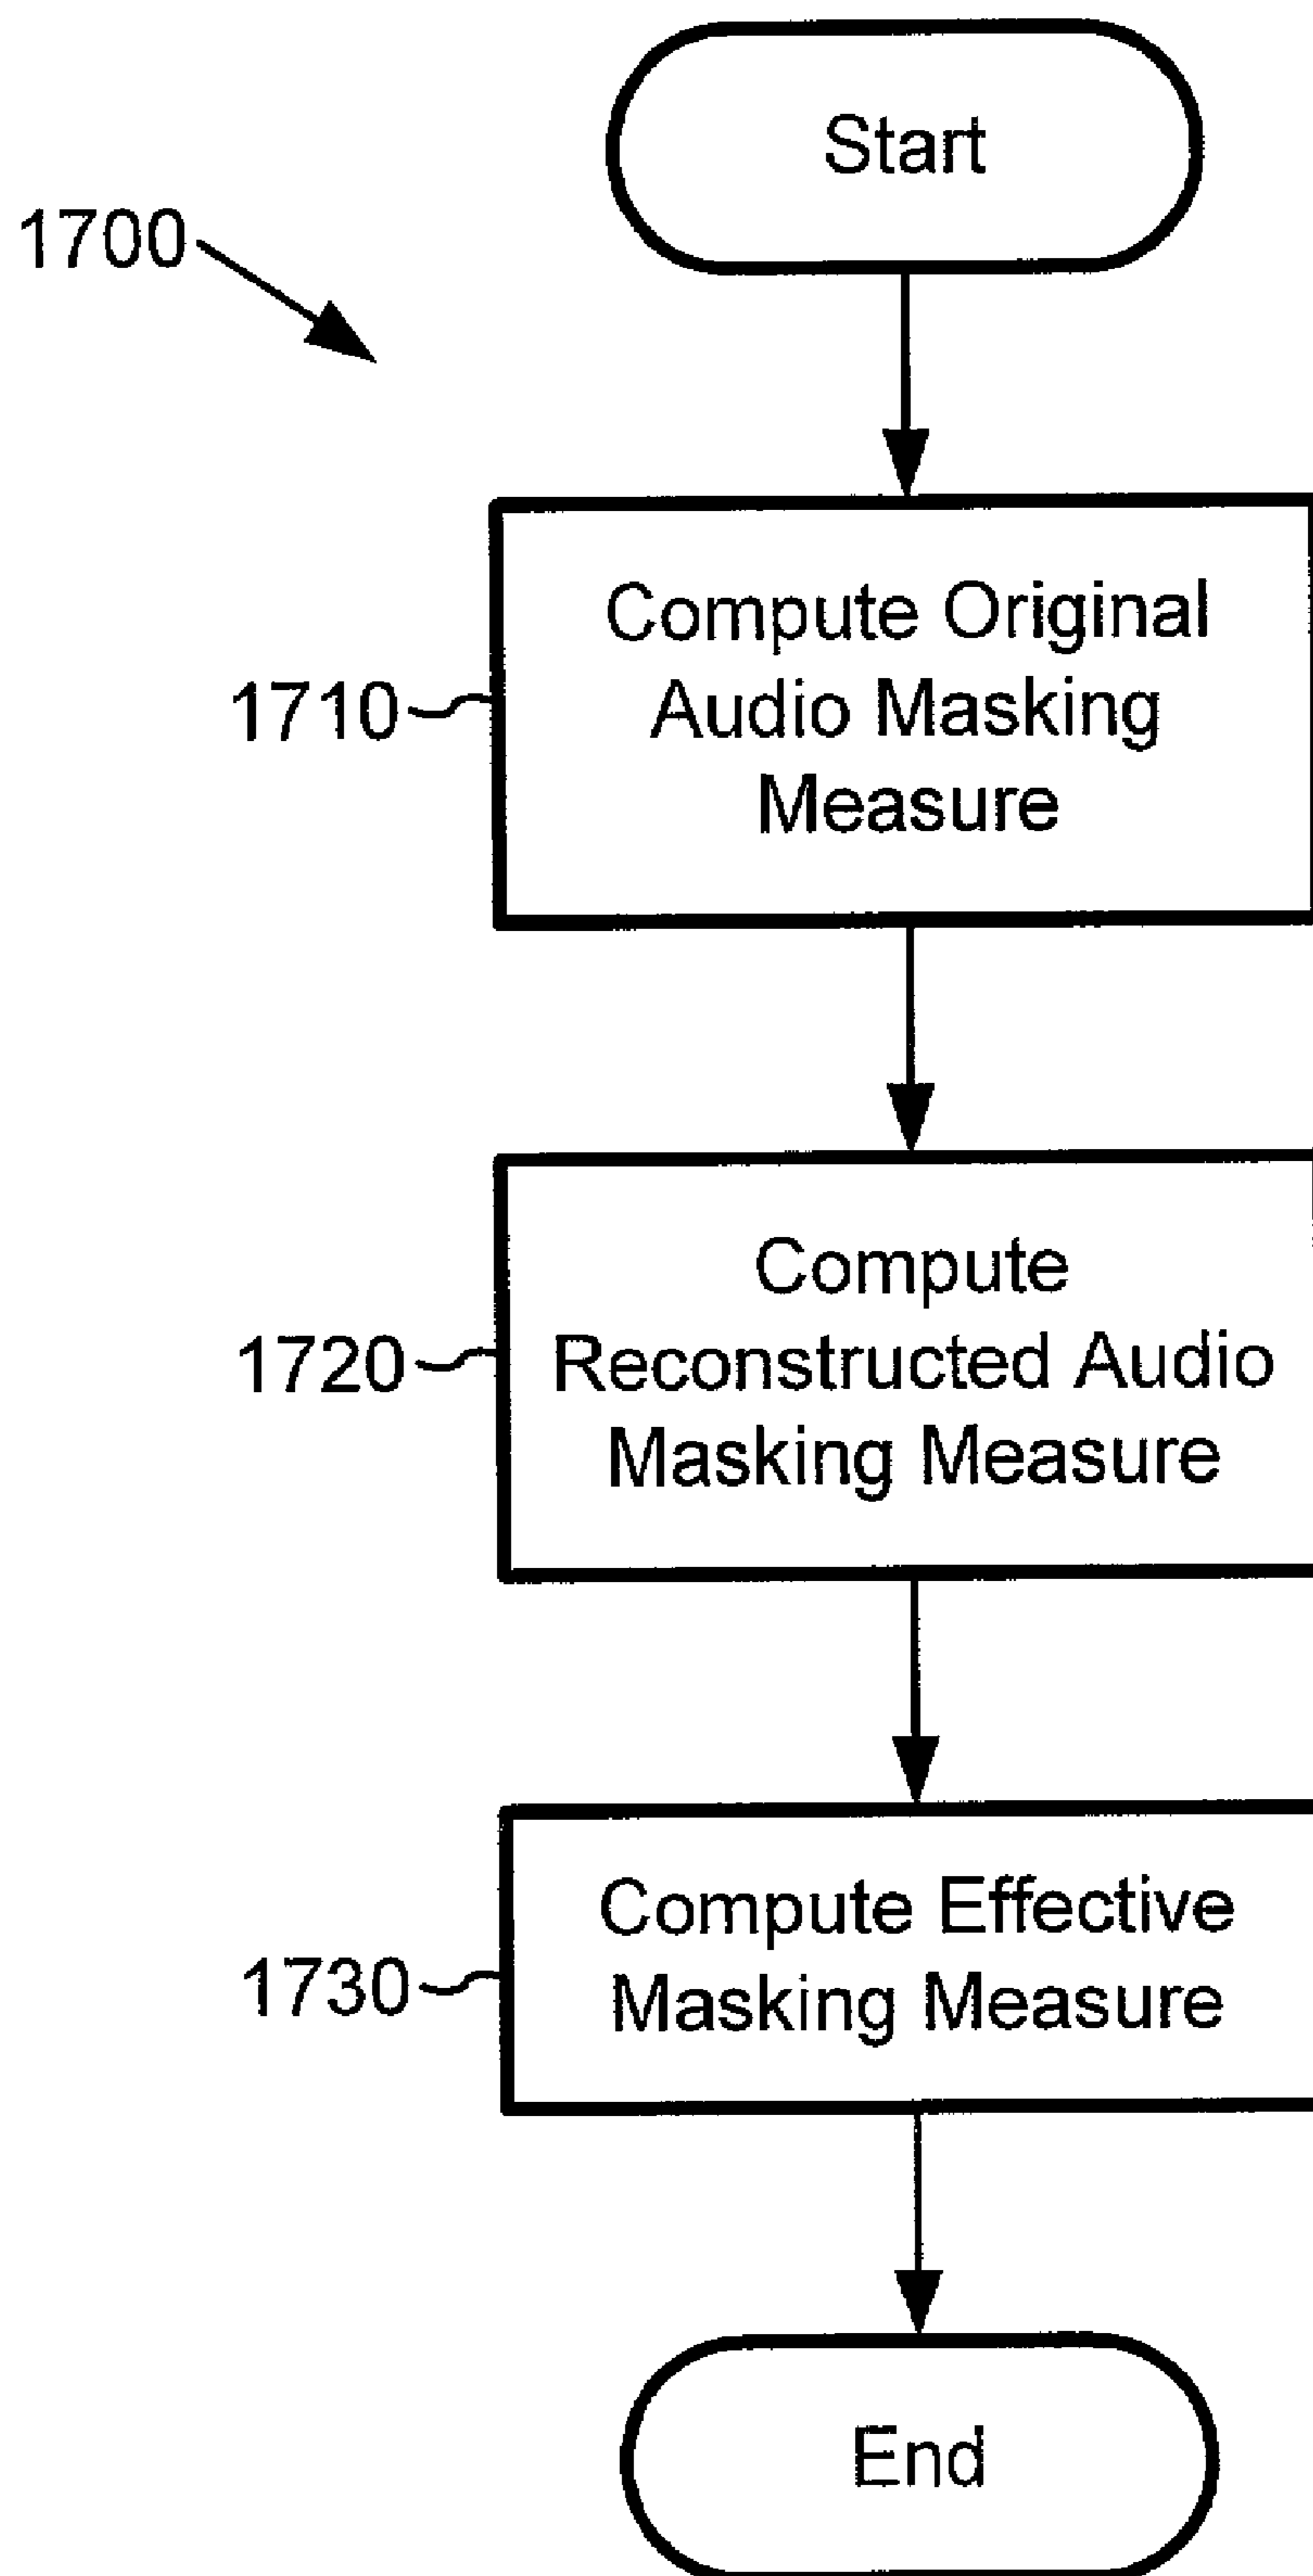 Start
1700
Compute Original
Audio Masking
Measure
1710
Compute
Reconstructed Audio
Masking Measure
1720
Compute Effective
Masking Measure
1730
End